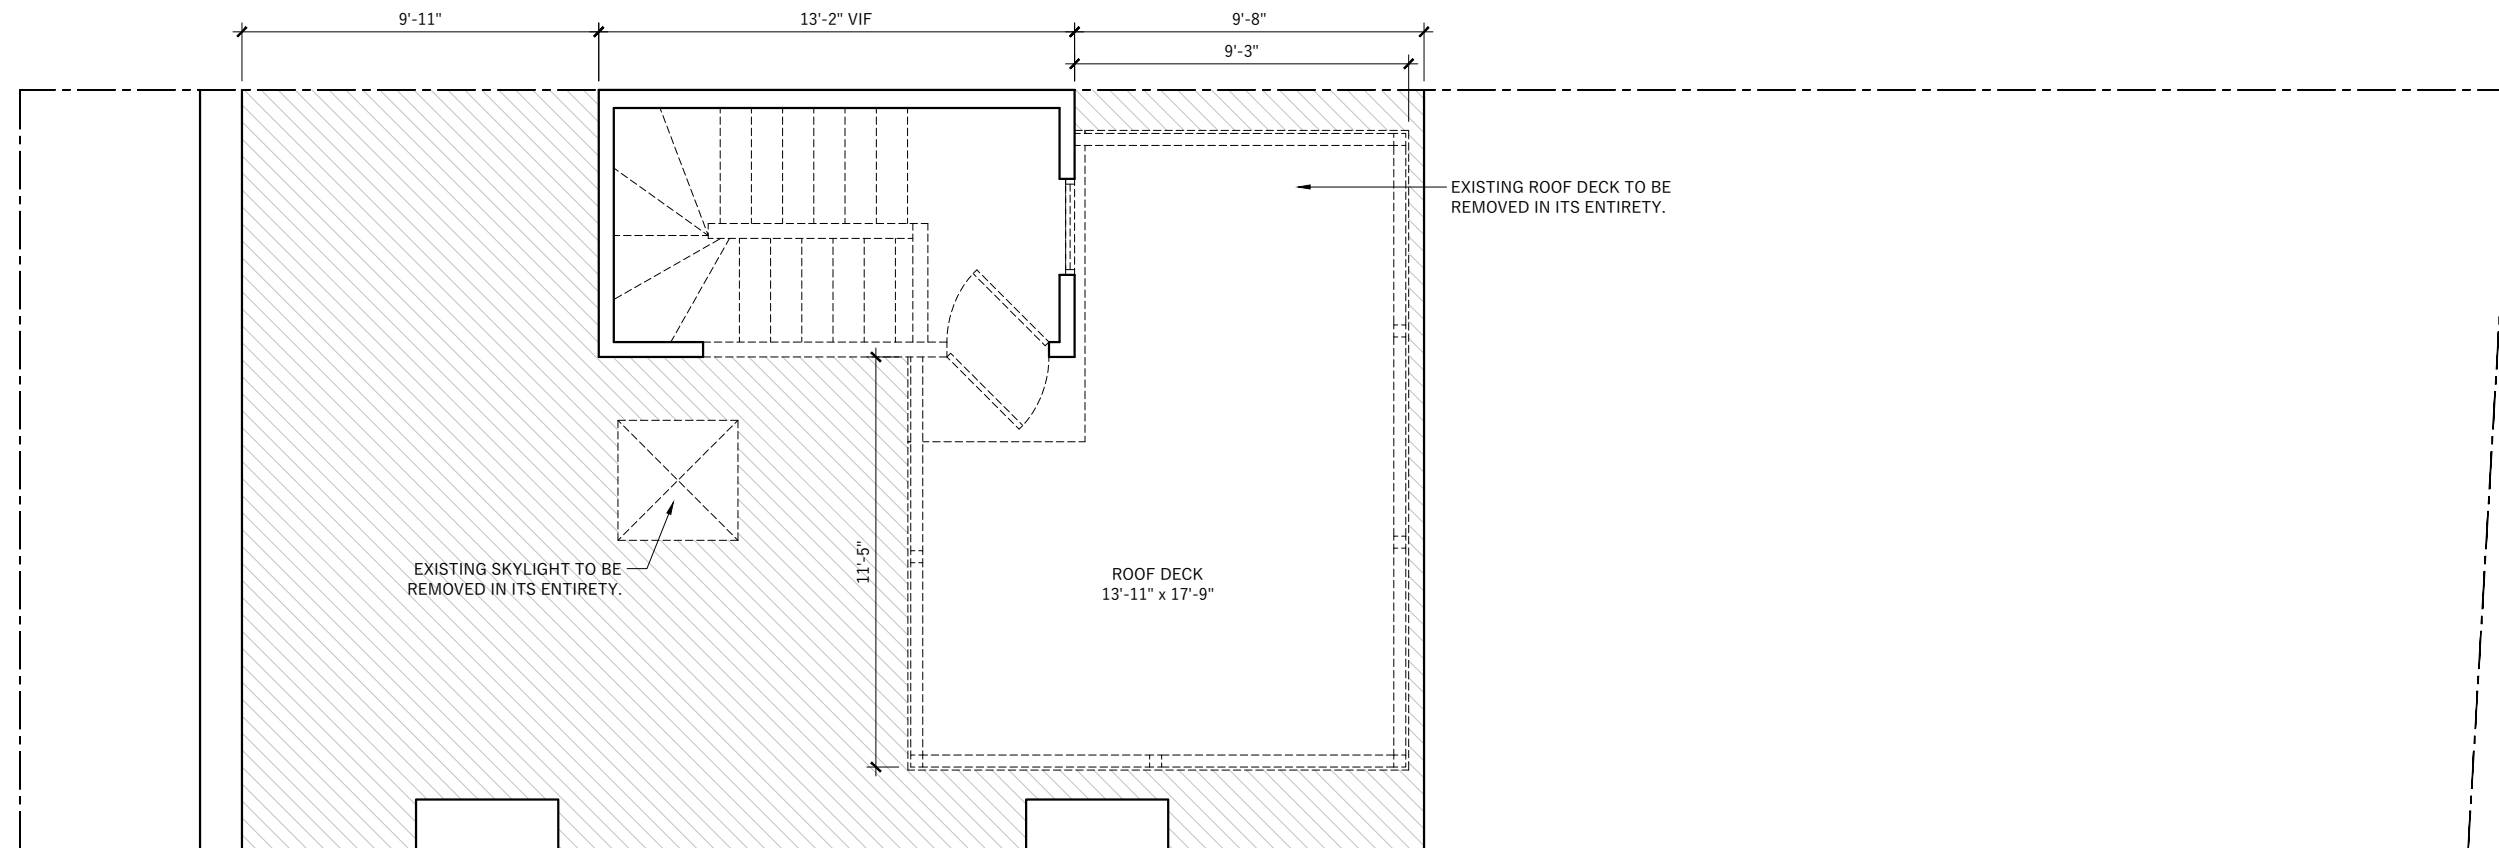 9'-11"
13'-2" VIF
9'-8"
9'-3"
EXISTING ROOF DECK TO BE
REMOVED IN ITS ENTIRETY.
11'-5"
EXISTING SKYLIGHT TO BE
REMOVED IN ITS ENTIRETY.
ROOF DECK
13'-11" x 17'-9"